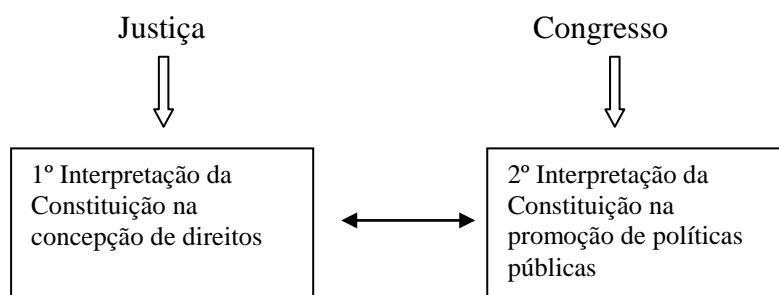 Justiça
Congresso
1º Interpretação da
Constituição na
concepção de direitos
2º Interpretação da
Constituição na
promoção de políticas
públicas